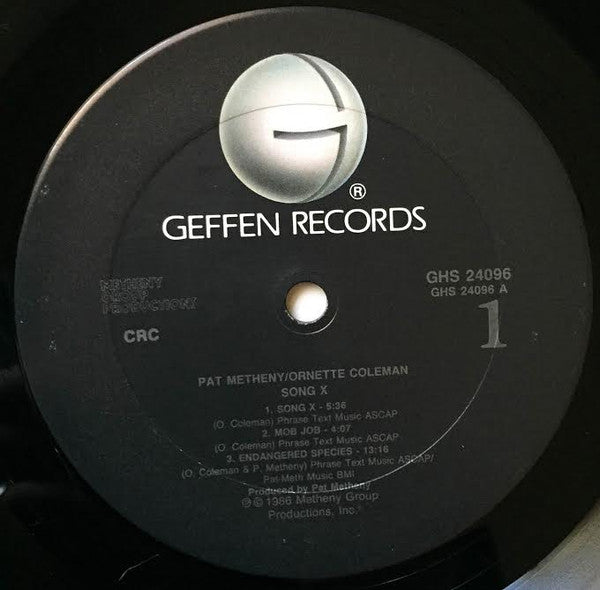 ®
GEFFEN RECORDS
METHENY
GROUP
PRODUCTIONS
CRC
GHS 24096
GHS 24096 A
1
PAT METHENY/ORNETTE COLEMAN
SONG X
1. SONG X - 5:36
(O. Coleman) Phrase Text Music ASCAP
2. MOB JOB - 4:07
(O. Coleman) Phrase Text Music ASCAP
3. ENDANGERED SPECIES - 13:16
(O. Coleman & P. Metheny) Phrase Text Music ASCAP/
Pat-Meth Music BMI
Produced by Pat Metheny
℗ © 1986 Metheny Group
Productions, Inc.